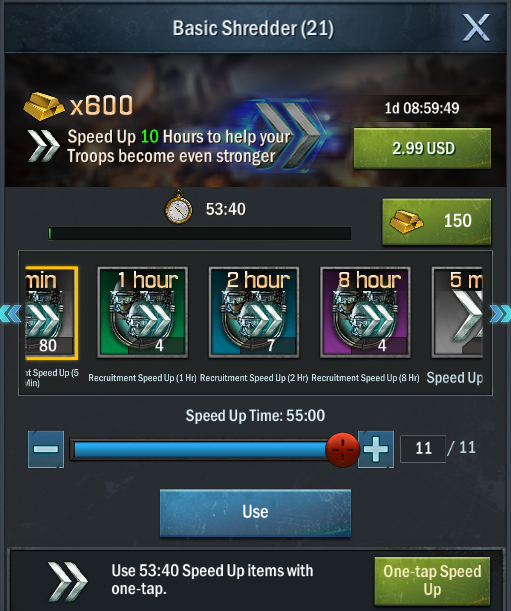 Basic Shredder (21)
x600
1d 08:59:49
Speed Up 10 Hours to help your
Troops become even stronger
2.99 USD
53:40
150
min
1 hour
2 hour
8 hour
5 m
80
4
7
4
nt Speed Up (5
Min)
Recruitment Speed Up (1 Hr)
Recruitment Speed Up (2 Hr)
Recruitment Speed Up (8 Hr)
Speed Up
Speed Up Time: 55:00
11 / 11
Use
Use 53:40 Speed Up items with
one-tap.
One-tap Speed
Up